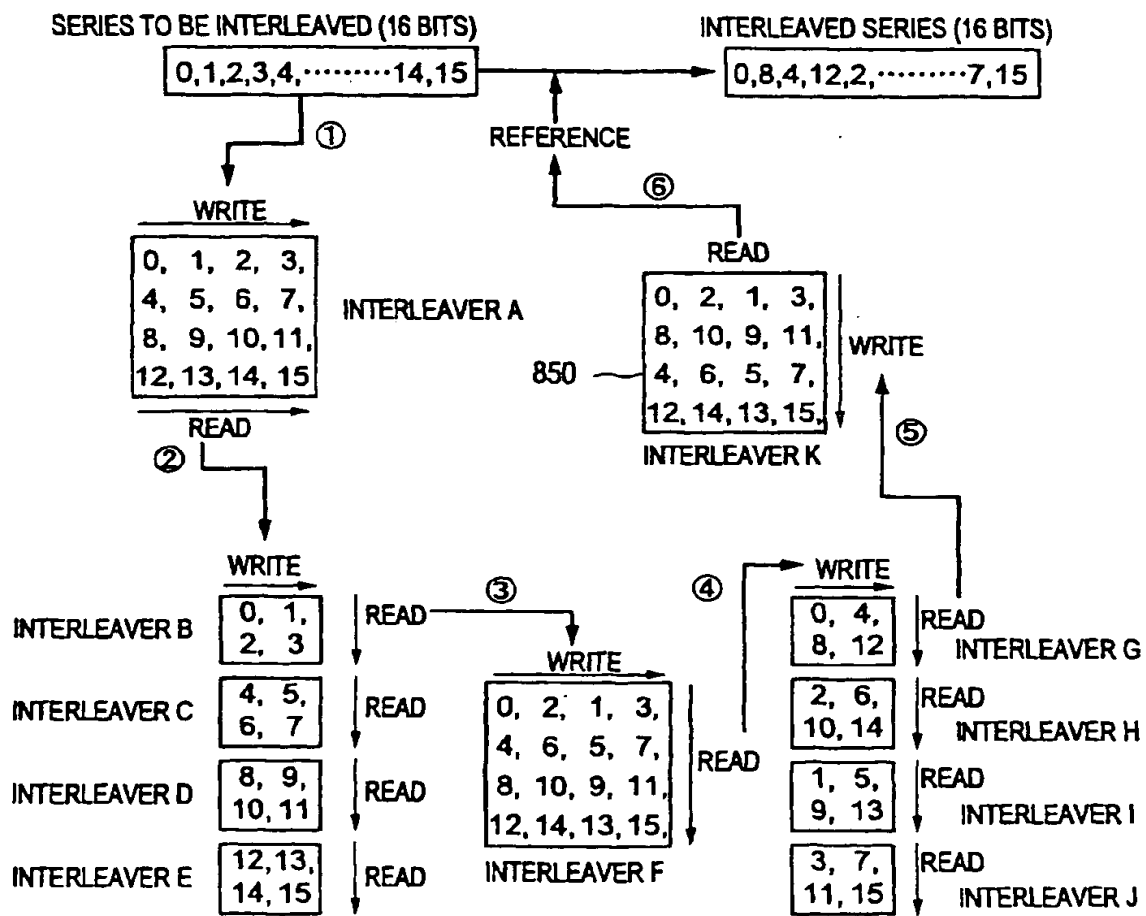 SERIES TO BE INTERLEAVED (16 BITS)
0,1,2,3,4,·········14,15
INTERLEAVED SERIES (16 BITS)
0,8,4,12,2,·········7,15
①
REFERENCE
⑥
WRITE
0, 1, 2, 3,
4, 5, 6, 7,
8, 9, 10, 11,
12, 13, 14, 15
READ
INTERLEAVER A
READ
0, 2, 1, 3,
8, 10, 9, 11,
4, 6, 5, 7,
12, 14, 13, 15,
WRITE
850
INTERLEAVER K
②
⑤
WRITE
INTERLEAVER B
0, 1,
2, 3
READ
INTERLEAVER C
4, 5,
6, 7
READ
INTERLEAVER D
8, 9,
10, 11
READ
INTERLEAVER E
12,13,
14, 15
READ
③
WRITE
0, 2, 1, 3,
4, 6, 5, 7,
8, 10, 9, 11,
12, 14, 13, 15,
READ
INTERLEAVER F
④
WRITE
0, 4,
8, 12
READ
INTERLEAVER G
2, 6,
10, 14
READ
INTERLEAVER H
1, 5,
9, 13
READ
INTERLEAVER I
3, 7,
11, 15
READ
INTERLEAVER J